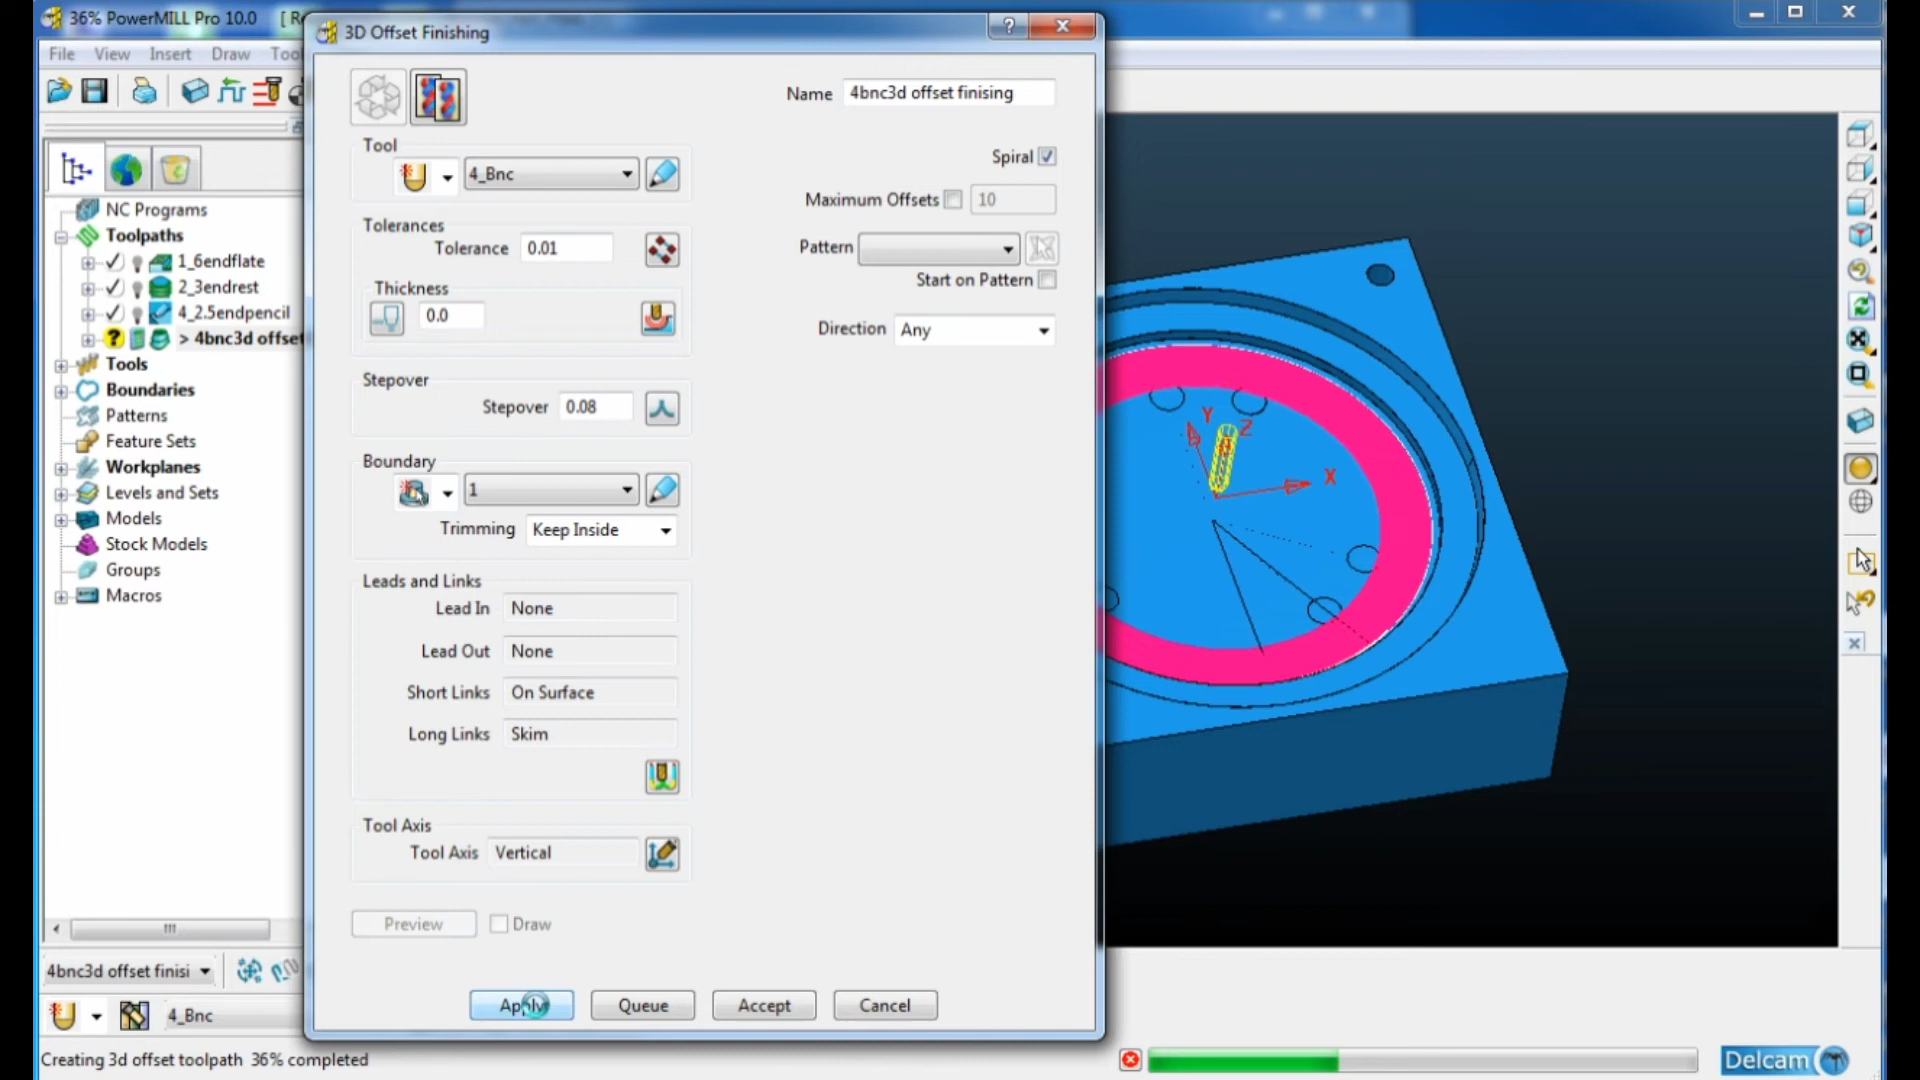 36% PowerMILL Pro 10.0 [ Re
3D Offset Finishing
?
File View Insert Draw Tool
Name 4bnc3d offset finising
Tool
4_Bnc
Spiral
Maximum Offsets 10
Tolerances
Tolerance 0.01
Pattern
Start on Pattern
Thickness
0.0
Direction Any
Stepover
Stepover 0.08
Boundary
1
Trimming Keep Inside
Leads and Links
Lead In None
Lead Out None
Short Links On Surface
Long Links Skim
Tool Axis
Tool Axis Vertical
Preview Draw
Apply Queue Accept Cancel
NC Programs
Toolpaths
1_6endflate
2_3endrest
4_2.5endpencil
> 4bnc3d offset
Tools
Boundaries
Patterns
Feature Sets
Workplanes
Levels and Sets
Models
Stock Models
Groups
Macros
Y
Z
X
4bnc3d offset finisi
4_Bnc
Creating 3d offset toolpath 36% completed
Delcam